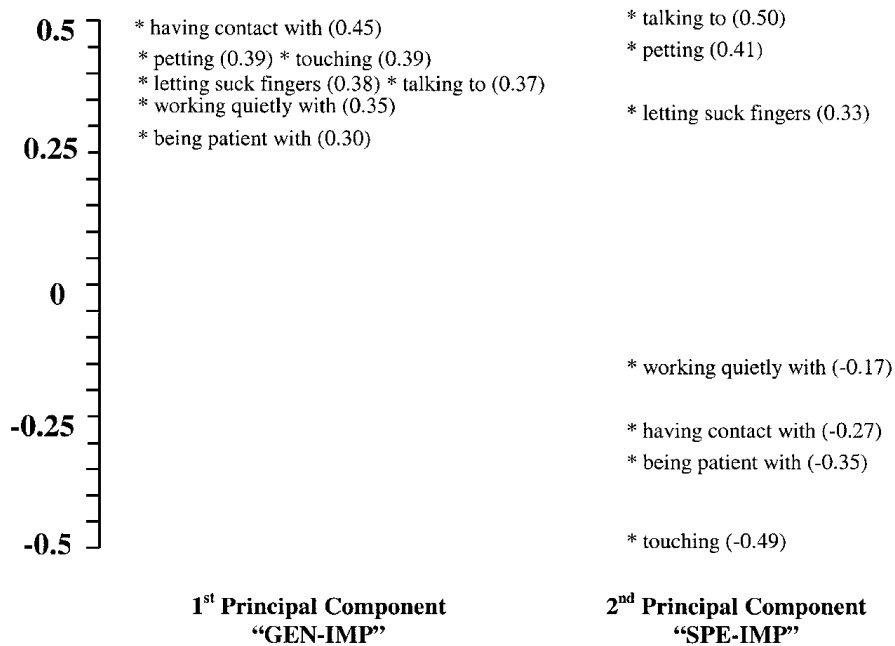 0.5
0.25
0
-0.25
-0.5
* having contact with (0.45)
* petting (0.39) * touching (0.39)
* letting suck fingers (0.38) * talking to (0.37)
* working quietly with (0.35)
* being patient with (0.30)
1st Principal Component
“GEN-IMP”
* talking to (0.50)
* petting (0.41)
* letting suck fingers (0.33)
* working quietly with (-0.17)
* having contact with (-0.27)
* being patient with (-0.35)
* touching (-0.49)
2nd Principal Component
“SPE-IMP”